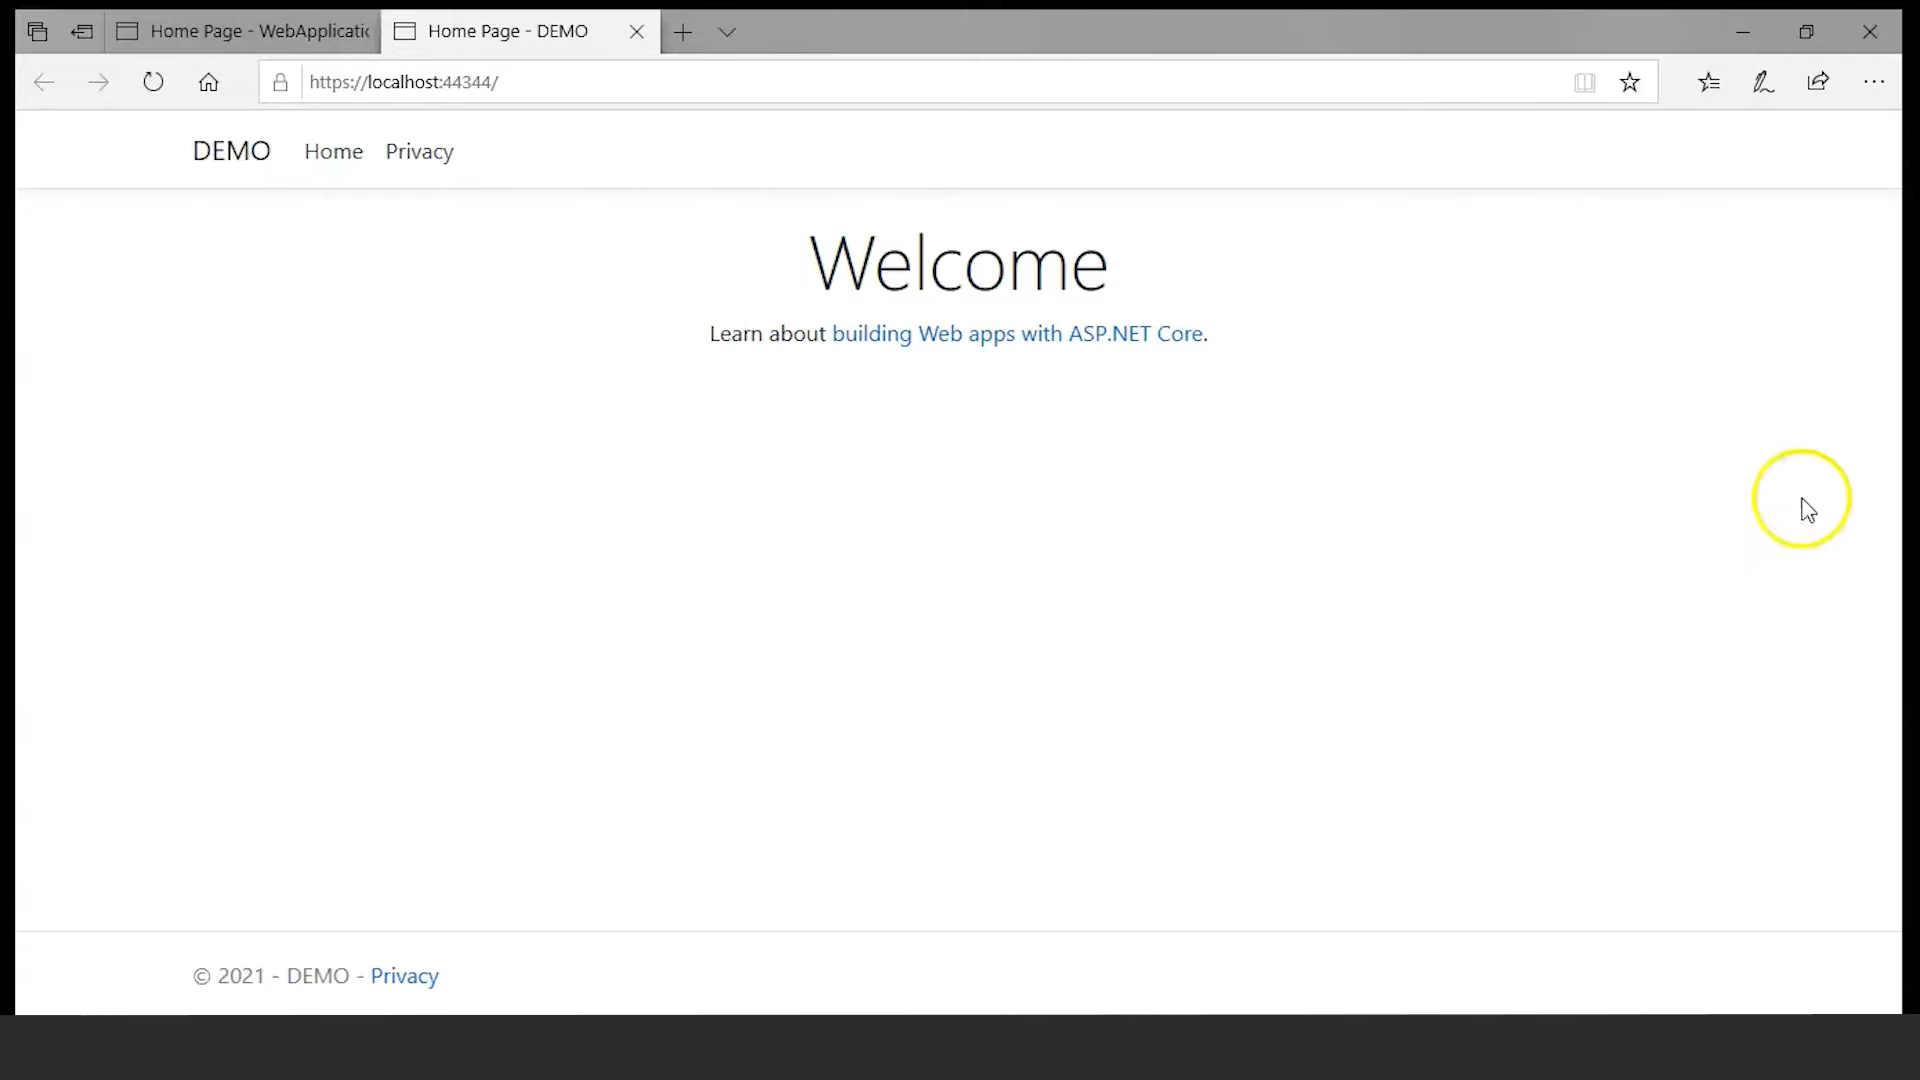 Home Page - WebApplicatic
Home Page - DEMO
https://localhost:44344/
DEMO Home Privacy
Welcome
Learn about building Web apps with ASP.NET Core.
© 2021 - DEMO - Privacy